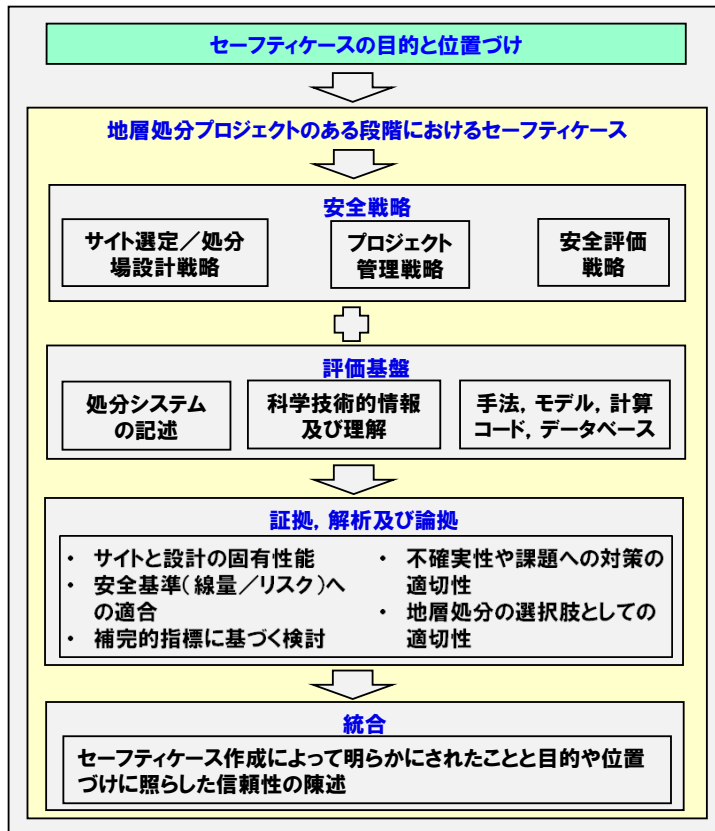 セーフティケースの目的と位置づけ
地層処分プロジェクトのある段階におけるセーフティケース
安全戦略
サイト選定／処分
場設計戦略
プロジェクト
管理戦略
安全評価
戦略
評価基盤
処分システム
の記述
科学技術的情報
及び理解
手法，モデル，計算
コード，データベース
証拠，解析及び論拠
・ サイトと設計の固有性能
・ 安全基準（線量／リスク）へ
の適合
・ 補完的指標に基づく検討
・ 不確実性や課題への対策の
適切性
・ 地層処分の選択肢としての
適切性
統合
セーフティケース作成によって明らかにされたことと目的や位置
づけに照らした信頼性の陳述